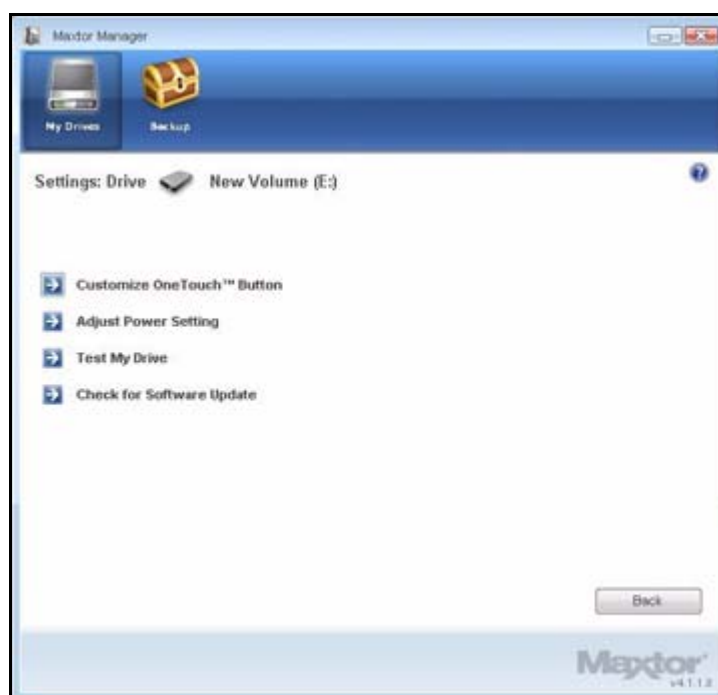 Maxtor Manager
My Drives
Backup
Settings: Drive New Volume (E:)
Customize OneTouch™ Button
Adjust Power Setting
Test My Drive
Check for Software Update
Back
Maxtor